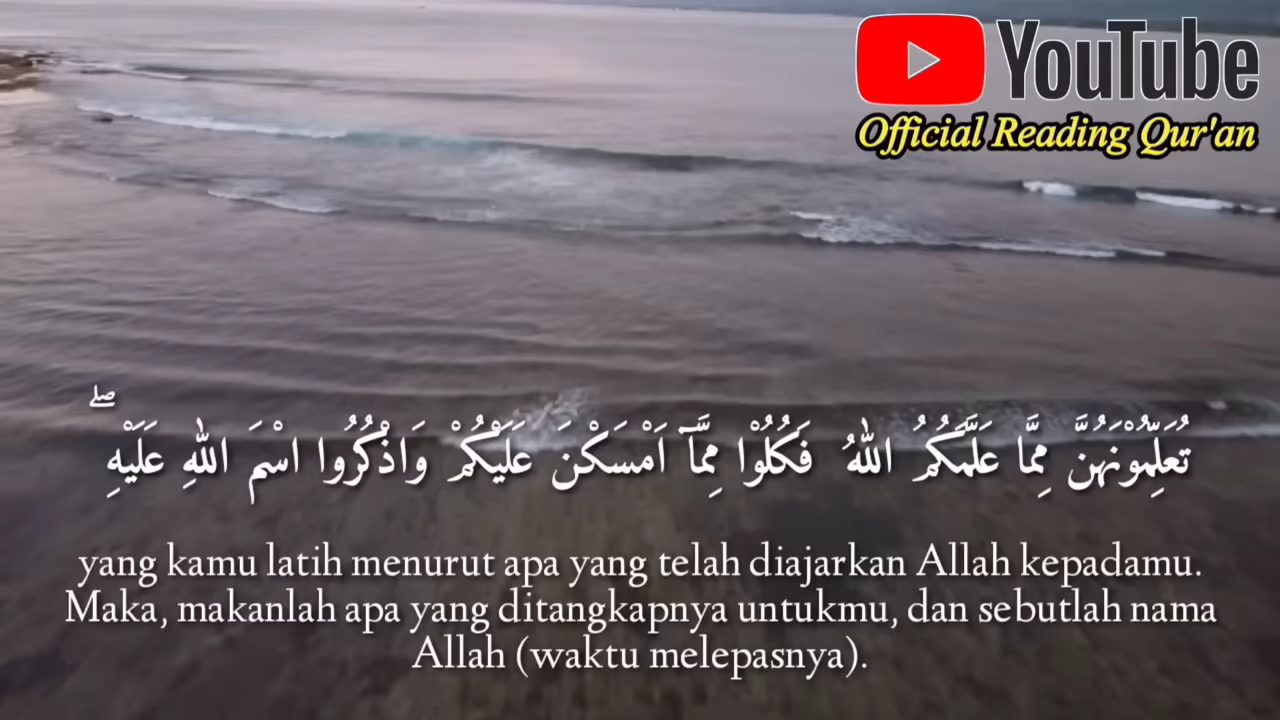 YouTube
Official Reading Qur'an
تُعَلِّمُوْنَهُنَّ مِمَّا عَلَّمَكُمُ اللّٰهُ فَكُلُوْا مِمَّآ اَمْسَكْنَ عَلَيْكُمْ وَاذْكُرُوا اسْمَ اللّٰهِ عَلَيْهِ ۖ
yang kamu latih menurut apa yang telah diajarkan Allah kepadamu.
Maka, makanlah apa yang ditangkapnya untukmu, dan sebutlah nama
Allah (waktu melepasnya).